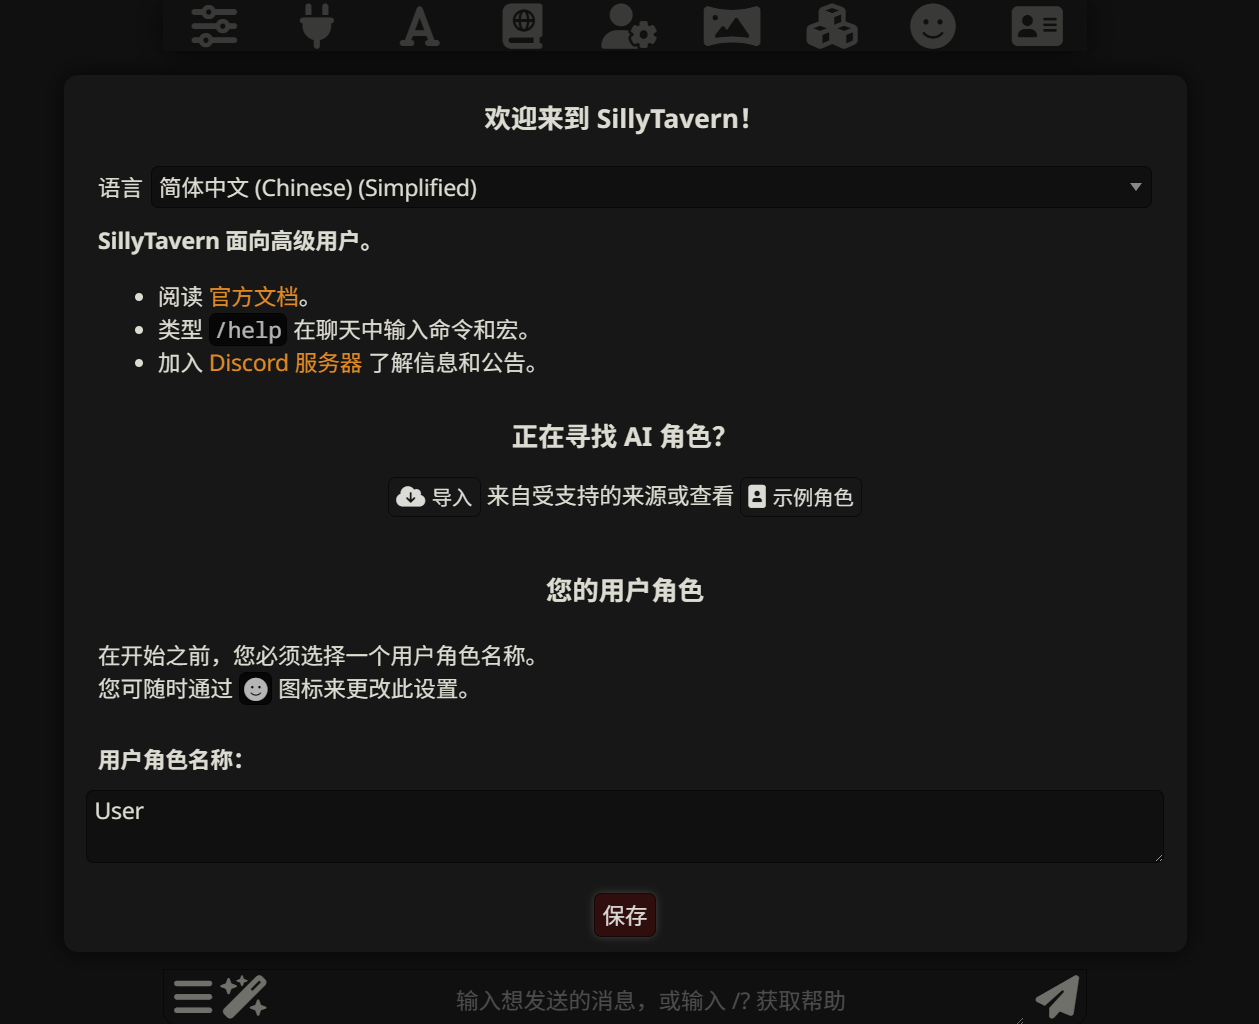 欢迎来到 SillyTavern！
语言 简体中文 (Chinese) (Simplified)
SillyTavern 面向高级用户。
阅读 官方文档。
类型 /help 在聊天中输入命令和宏。
加入 Discord 服务器 了解信息和公告。
正在寻找 AI 角色？
导入 来自受支持的来源或查看 示例角色
您的用户角色
在开始之前，您必须选择一个用户角色名称。
您可随时通过 图标来更改此设置。
用户角色名称：
User
保存
输入想发送的消息，或输入 /? 获取帮助